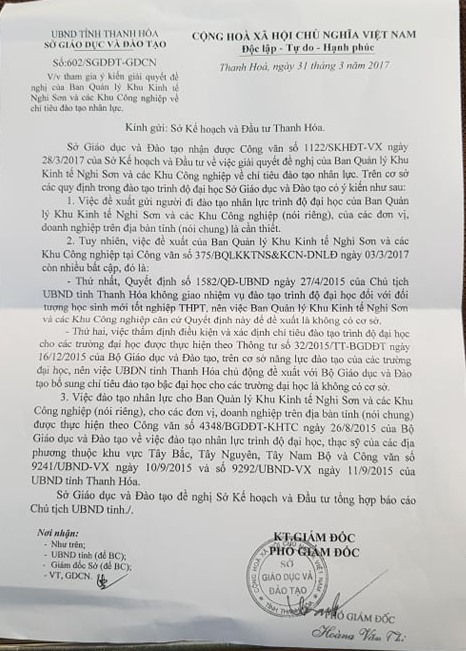 UBND TỈNH THANH HÓA
SỞ GIÁO DỤC VÀ ĐÀO TẠO
CỘNG HOÀ XÃ HỘI CHỦ NGHĨA VIỆT NAM
Độc lập - Tự do - Hạnh phúc
Số:602/SGDĐT-GDCN
Thanh Hoá, ngày 31 tháng 3 năm 2017
V/v tham gia ý kiến giải quyết đề
nghị của Ban Quản lý Khu Kinh tế
Nghi Sơn và các Khu Công nghiệp về
chỉ tiêu đào tạo nhân lực.
Kính gửi: Sở Kế hoạch và Đầu tư Thanh Hóa.
Sở Giáo dục và Đào tạo nhận được Công văn số 1122/SKHĐT-VX ngày
28/3/2017 của Sở Kế hoạch và Đầu tư về việc giải quyết đề nghị của Ban Quản lý Khu
Kinh tế Nghi Sơn và các Khu Công nghiệp về chỉ tiêu đào tạo nhân lực. Trên cơ sở
các quy định trong đào tạo trình độ đại học Sở Giáo dục và Đào tạo có ý kiến như sau:
1. Việc đề xuất gửi người đi đào tạo nhân lực trình độ đại học của Ban Quản
lý Khu Kinh tế Nghi Sơn và các Khu Công nghiệp (nói riêng), của các đơn vị,
doanh nghiệp trên địa bàn tỉnh (nói chung) là cần thiết.
2. Tuy nhiên, việc đề xuất của Ban Quản lý Khu Kinh tế Nghi Sơn và các
Khu Công nghiệp tại Công văn số 375/BQLKKTNS&KCN-DNLĐ ngày 03/3/2017
còn nhiều bất cập, đó là:
- Thứ nhất, Quyết định số 1582/QĐ-UBND ngày 27/4/2015 của Chủ tịch
UBND tỉnh Thanh Hóa không giao nhiệm vụ đào tạo trình độ đại học đối với đối
tượng học sinh mới tốt nghiệp THPT, nên việc Ban Quản lý Khu Kinh tế Nghi Sơn
và các Khu Công nghiệp căn cứ Quyết định này để đề xuất là không có cơ sở.
- Thứ hai, việc thẩm định điều kiện và xác định chỉ tiêu đào tạo trình độ đại học
cho các trường đại học được thực hiện theo Thông tư số 32/2015/TT-BGDĐT ngày
16/12/2015 của Bộ Giáo dục và Đào tạo, trên cơ sở năng lực đào tạo của các trường
đại học, nên việc UBDN tỉnh Thanh Hóa chủ động đề xuất với Bộ Giáo dục và Đào
tạo bổ sung chỉ tiêu đào tạo bậc đại học cho các trường đại học là không có cơ sở.
3. Việc đào tạo nhân lực cho Ban Quản lý Khu Kinh tế Nghi Sơn và các Khu
Công nghiệp (nói riêng), cho các đơn vị, doanh nghiệp trên địa bàn tỉnh (nói chung)
được thực hiện theo Công văn số 4348/BGDĐT-KHTC ngày 26/8/2015 của Bộ
Giáo dục và Đào tạo về việc đào tạo nhân lực trình độ đại học, thạc sỹ của các địa
phương thuộc khu vực Tây Bắc, Tây Nguyên, Tây Nam Bộ và Công văn số
9241/UBND-VX ngày 10/9/2015 và số 9292/UBND-VX ngày 11/9/2015 của
UBND tỉnh Thanh Hóa.
Sở Giáo dục và Đào tạo đề nghị Sở Kế hoạch và Đầu tư tổng hợp báo cáo
Chủ tịch UBND tỉnh./.
Nơi nhận:
- Như trên;
- UBND tỉnh (để BC);
- Giám đốc Sở (để BC);
- VT, GDCN.
KT.GIÁM ĐỐC
PHÓ GIÁM ĐỐC
SỞ
GIÁO DỤC VÀ
ĐÀO TẠO
PHÓ GIÁM ĐỐC
Hoàng Văn